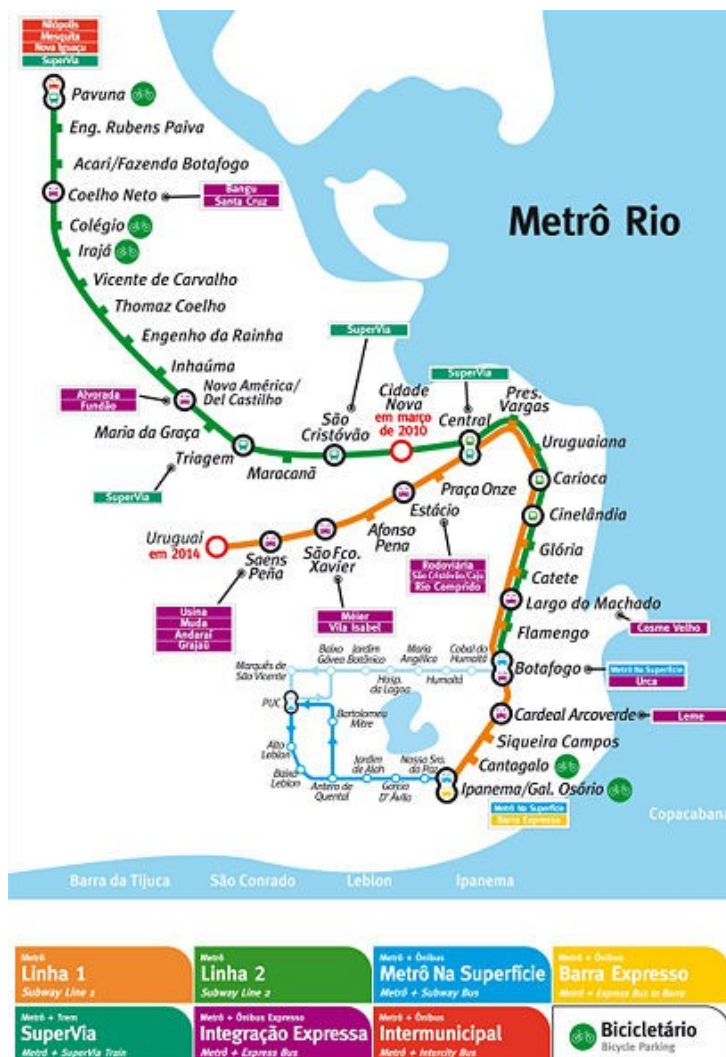 Nilópolis
Mesquita
Nova Iguaçu
SuperVia
Pavuna
Eng. Rubens Paiva
Acari/Fazenda Botafogo
Coelho Neto
Bangu
Santa Cruz
Metrô Rio
Colégio
Irajá
Vicente de Carvalho
Thomaz Coelho
Engenho da Rainha
Inhaúma
SuperVia
SuperVia
Alvorada
Fundão
Nova América/
Del Castilho
São
Cristóvão
Cidade
Nova
em março
de 2010
Central
Pres.
Vargas
Maria da Graça
Triagem
Maracanã
Uruguaiana
Carioca
SuperVia
Praça Onze
Estácio
Cinelândia
Uruguai
em 2014
Saens
Peña
São Fco.
Xavier
Afonso
Pena
Glória
Catete
Rodoviária
São Cristóvão/Caju
Rio Comprido
Largo do Machado
Usina
Muda
Andaraí
Grajaú
Méier
Vila Isabel
Cosme Velho
Flamengo
Marquês de
São Vicente
Baixo
Gávea
Jardim
Botânico
Maria
Angélica
Cobal do
Humaitá
Hosp.
da Lagoa
Humaitá
Botafogo
Metrô Na Superfície
Urca
PUC
Bartolomeu
Mitre
Cardeal Arcoverde
Leme
Siqueira Campos
Alto
Leblon
Baixo
Leblon
Antero de
Quental
Jardim
de Alah
Garcia
D'Ávila
Nossa Sra.
da Paz
Cantagalo
Ipanema/Gal. Osório
Metrô Na Superfície
Barra Expresso
Copacabana
Barra da Tijuca
São Conrado
Leblon
Ipanema
Metrô
Linha 1
Subway Line 1
Metrô
Linha 2
Subway Line 2
Metrô + Ônibus
Metrô Na Superfície
Metrô + Subway Bus
Metrô + Ônibus
Barra Expresso
Metrô + Express Bus to Barra
Metrô + Trem
SuperVia
Metrô + SuperVia Train
Metrô + Ônibus Expresso
Integração Expressa
Metrô + Express Bus
Metrô + Ônibus
Intermunicipal
Metrô + Intercity Bus
Bicicletário
Bicycle Parking